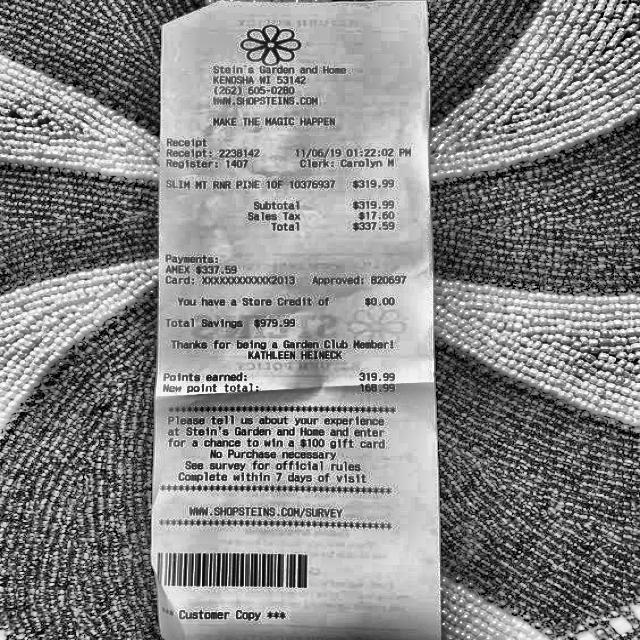 Stein's Garden and Home
KENOSHA WI 53142
(262) 605-0280
WWW.SHOPSTEINS.COM
MAKE THE MAGIC HAPPEN
Receipt
Receipt: 2238142 11/06/19 01:22:02 PM
Register: 1407 Clerk: Carolyn M
SLIM MT RNR PINE 10F 10376937 $319.99
Subtotal $319.99
Sales Tax $17.60
Total $337.59
Payments:
AMEX $337.59
Card: XXXXXXXXXXXX2013 Approved: 820697
You have a Store Credit of $0.00
Total Savings $979.99
Thanks for being a Garden Club Member!
KATHLEEN HEINECK
Points earned: 319.99
New point total: 168.99
****************************************
Please tell us about your experience
at Stein's Garden and Home and enter
for a chance to win a $100 gift card
No Purchase necessary
See survey for official rules
Complete within 7 days of visit
****************************************
WWW.SHOPSTEINS.COM/SURVEY
****************************************
*** Customer Copy ***